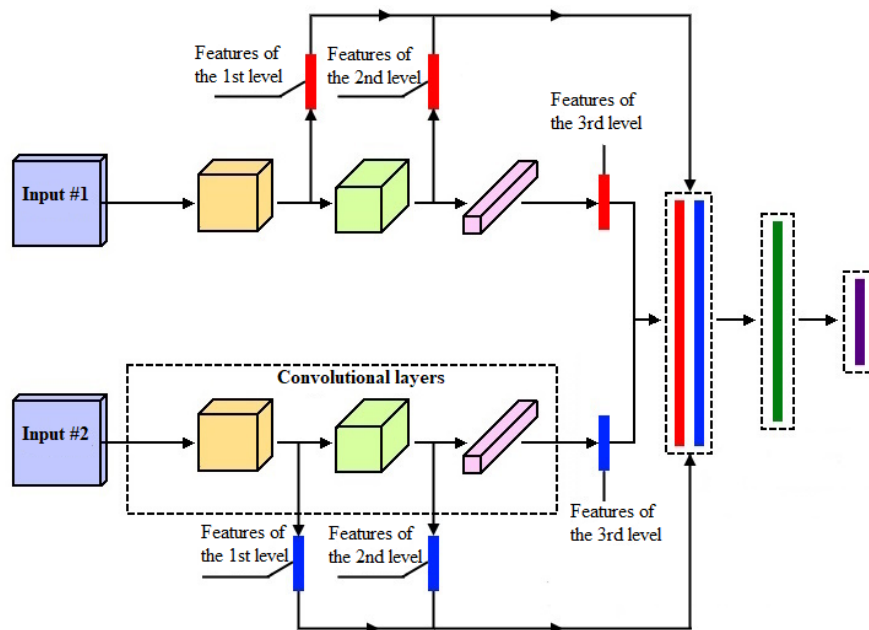 Features of
the 1st level
Features of
the 2nd level
Features of
the 3rd level
Input #1
Convolutional layers
Input #2
Features of
the 3rd level
Features of
the 1st level
Features of
the 2nd level